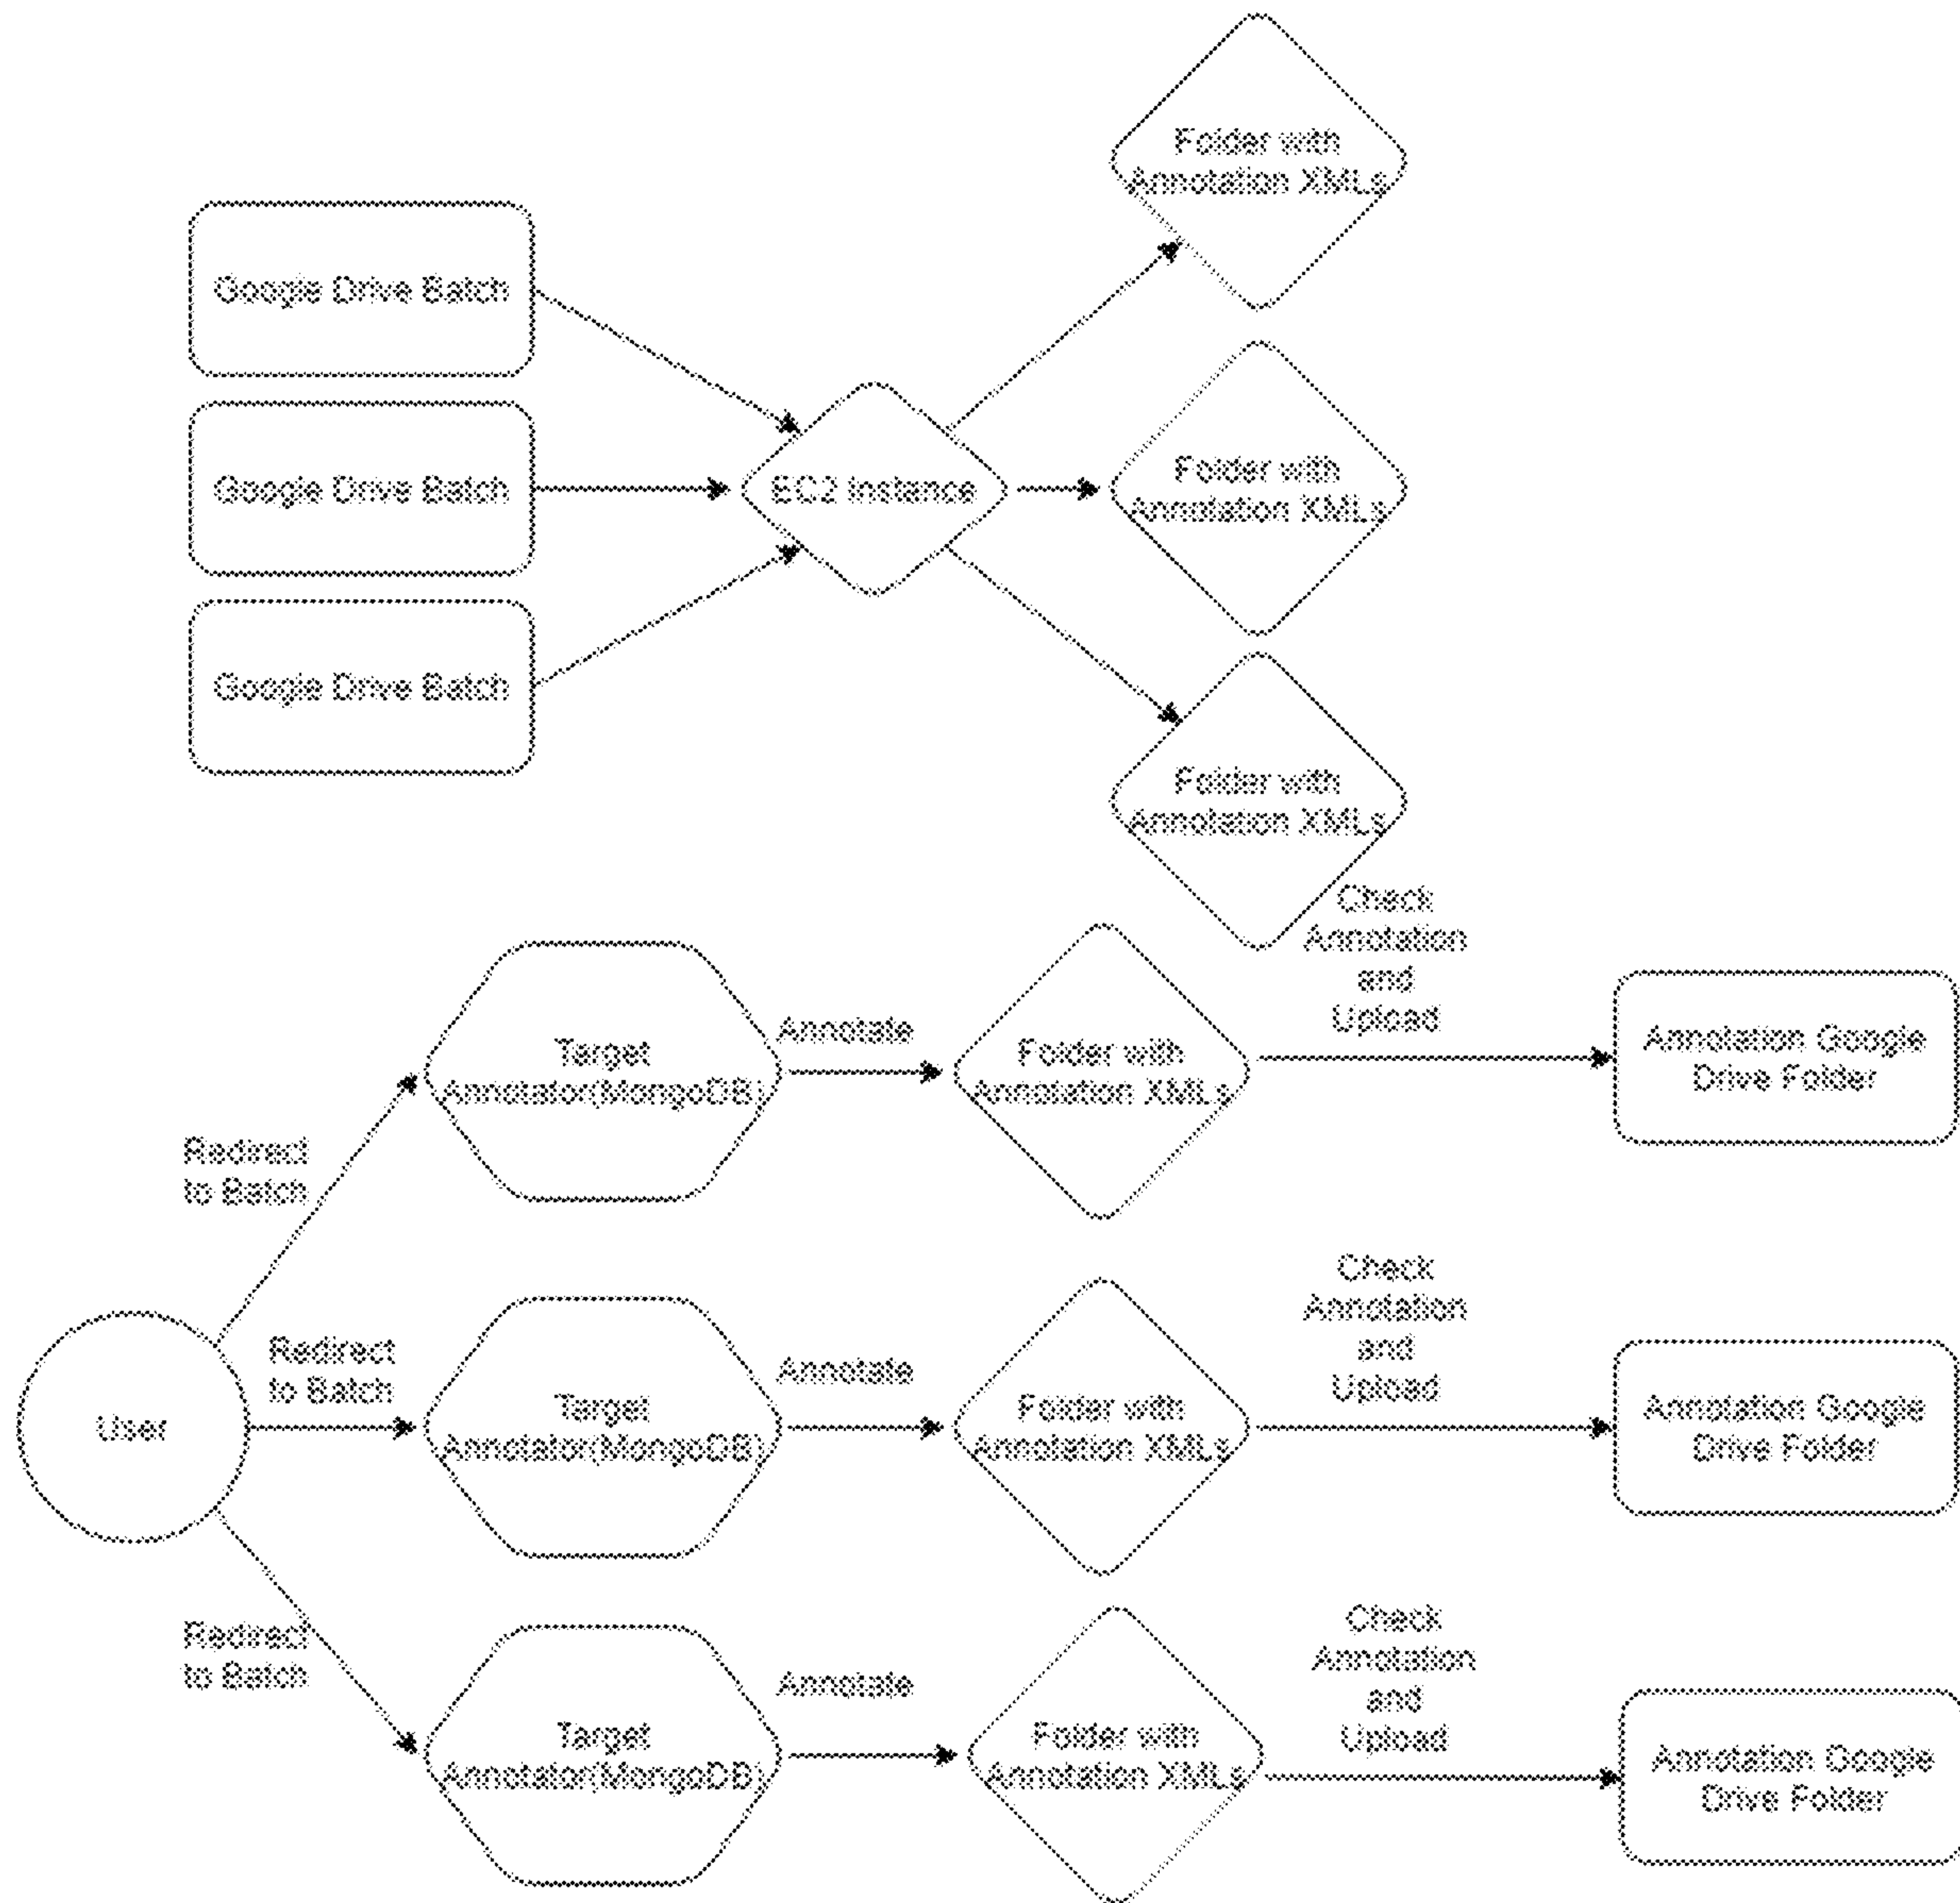 Folder with
Annotation XMLs
Google Drive Batch
Google Drive Batch
EC2 Instance
Folder with
Annotation XMLs
Google Drive Batch
Folder with
Annotation XMLs
Check
Annotation
and
Upload
Target
Annotator(MongoDB)
Annotate
Folder with
Annotation XMLs
Annotation Google
Drive Folder
Redirect
to Batch
Check
Annotation
and
Upload
Redirect
to Batch
User
Target
Annotator(MongoDB)
Annotate
Folder with
Annotation XMLs
Annotation Google
Drive Folder
Redirect
to Batch
Check
Annotation
and
Upload
Target
Annotator(MongoDB)
Annotate
Folder with
Annotation XMLs
Annotation Google
Drive Folder